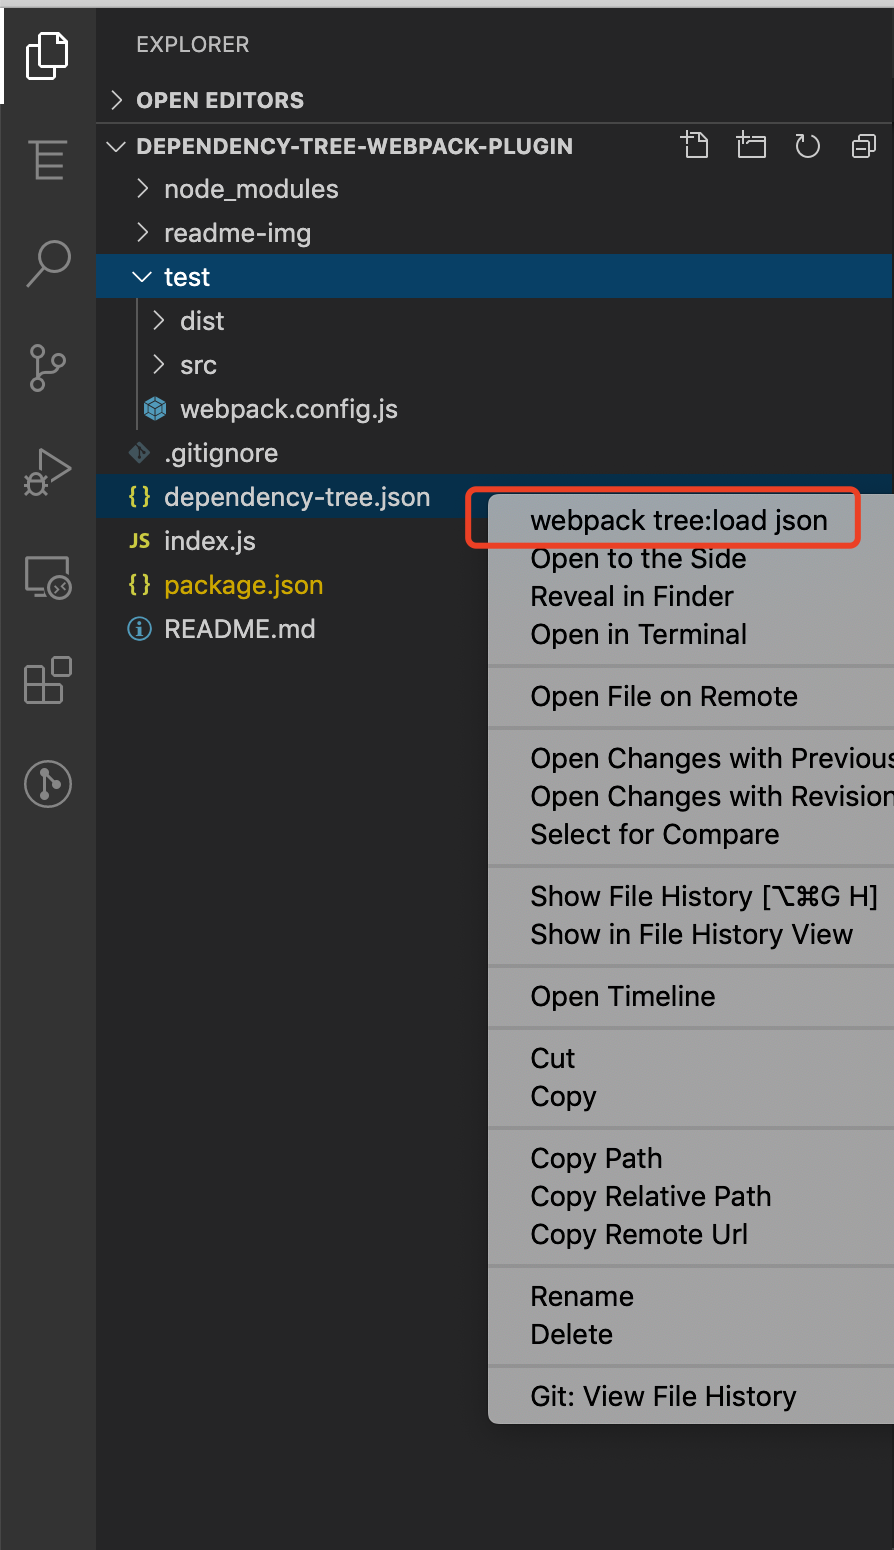 EXPLORER
OPEN EDITORS
DEPENDENCY-TREE-WEBPACK-PLUGIN
node_modules
readme-img
test
dist
src
webpack.config.js
.gitignore
{} dependency-tree.json
JS index.js
{} package.json
README.md
webpack tree:load json
Open to the Side
Reveal in Finder
Open in Terminal
Open File on Remote
Open Changes with Previous
Open Changes with Revision
Select for Compare
Show File History [⌥⌘G H]
Show in File History View
Open Timeline
Cut
Copy
Copy Path
Copy Relative Path
Copy Remote Url
Rename
Delete
Git: View File History